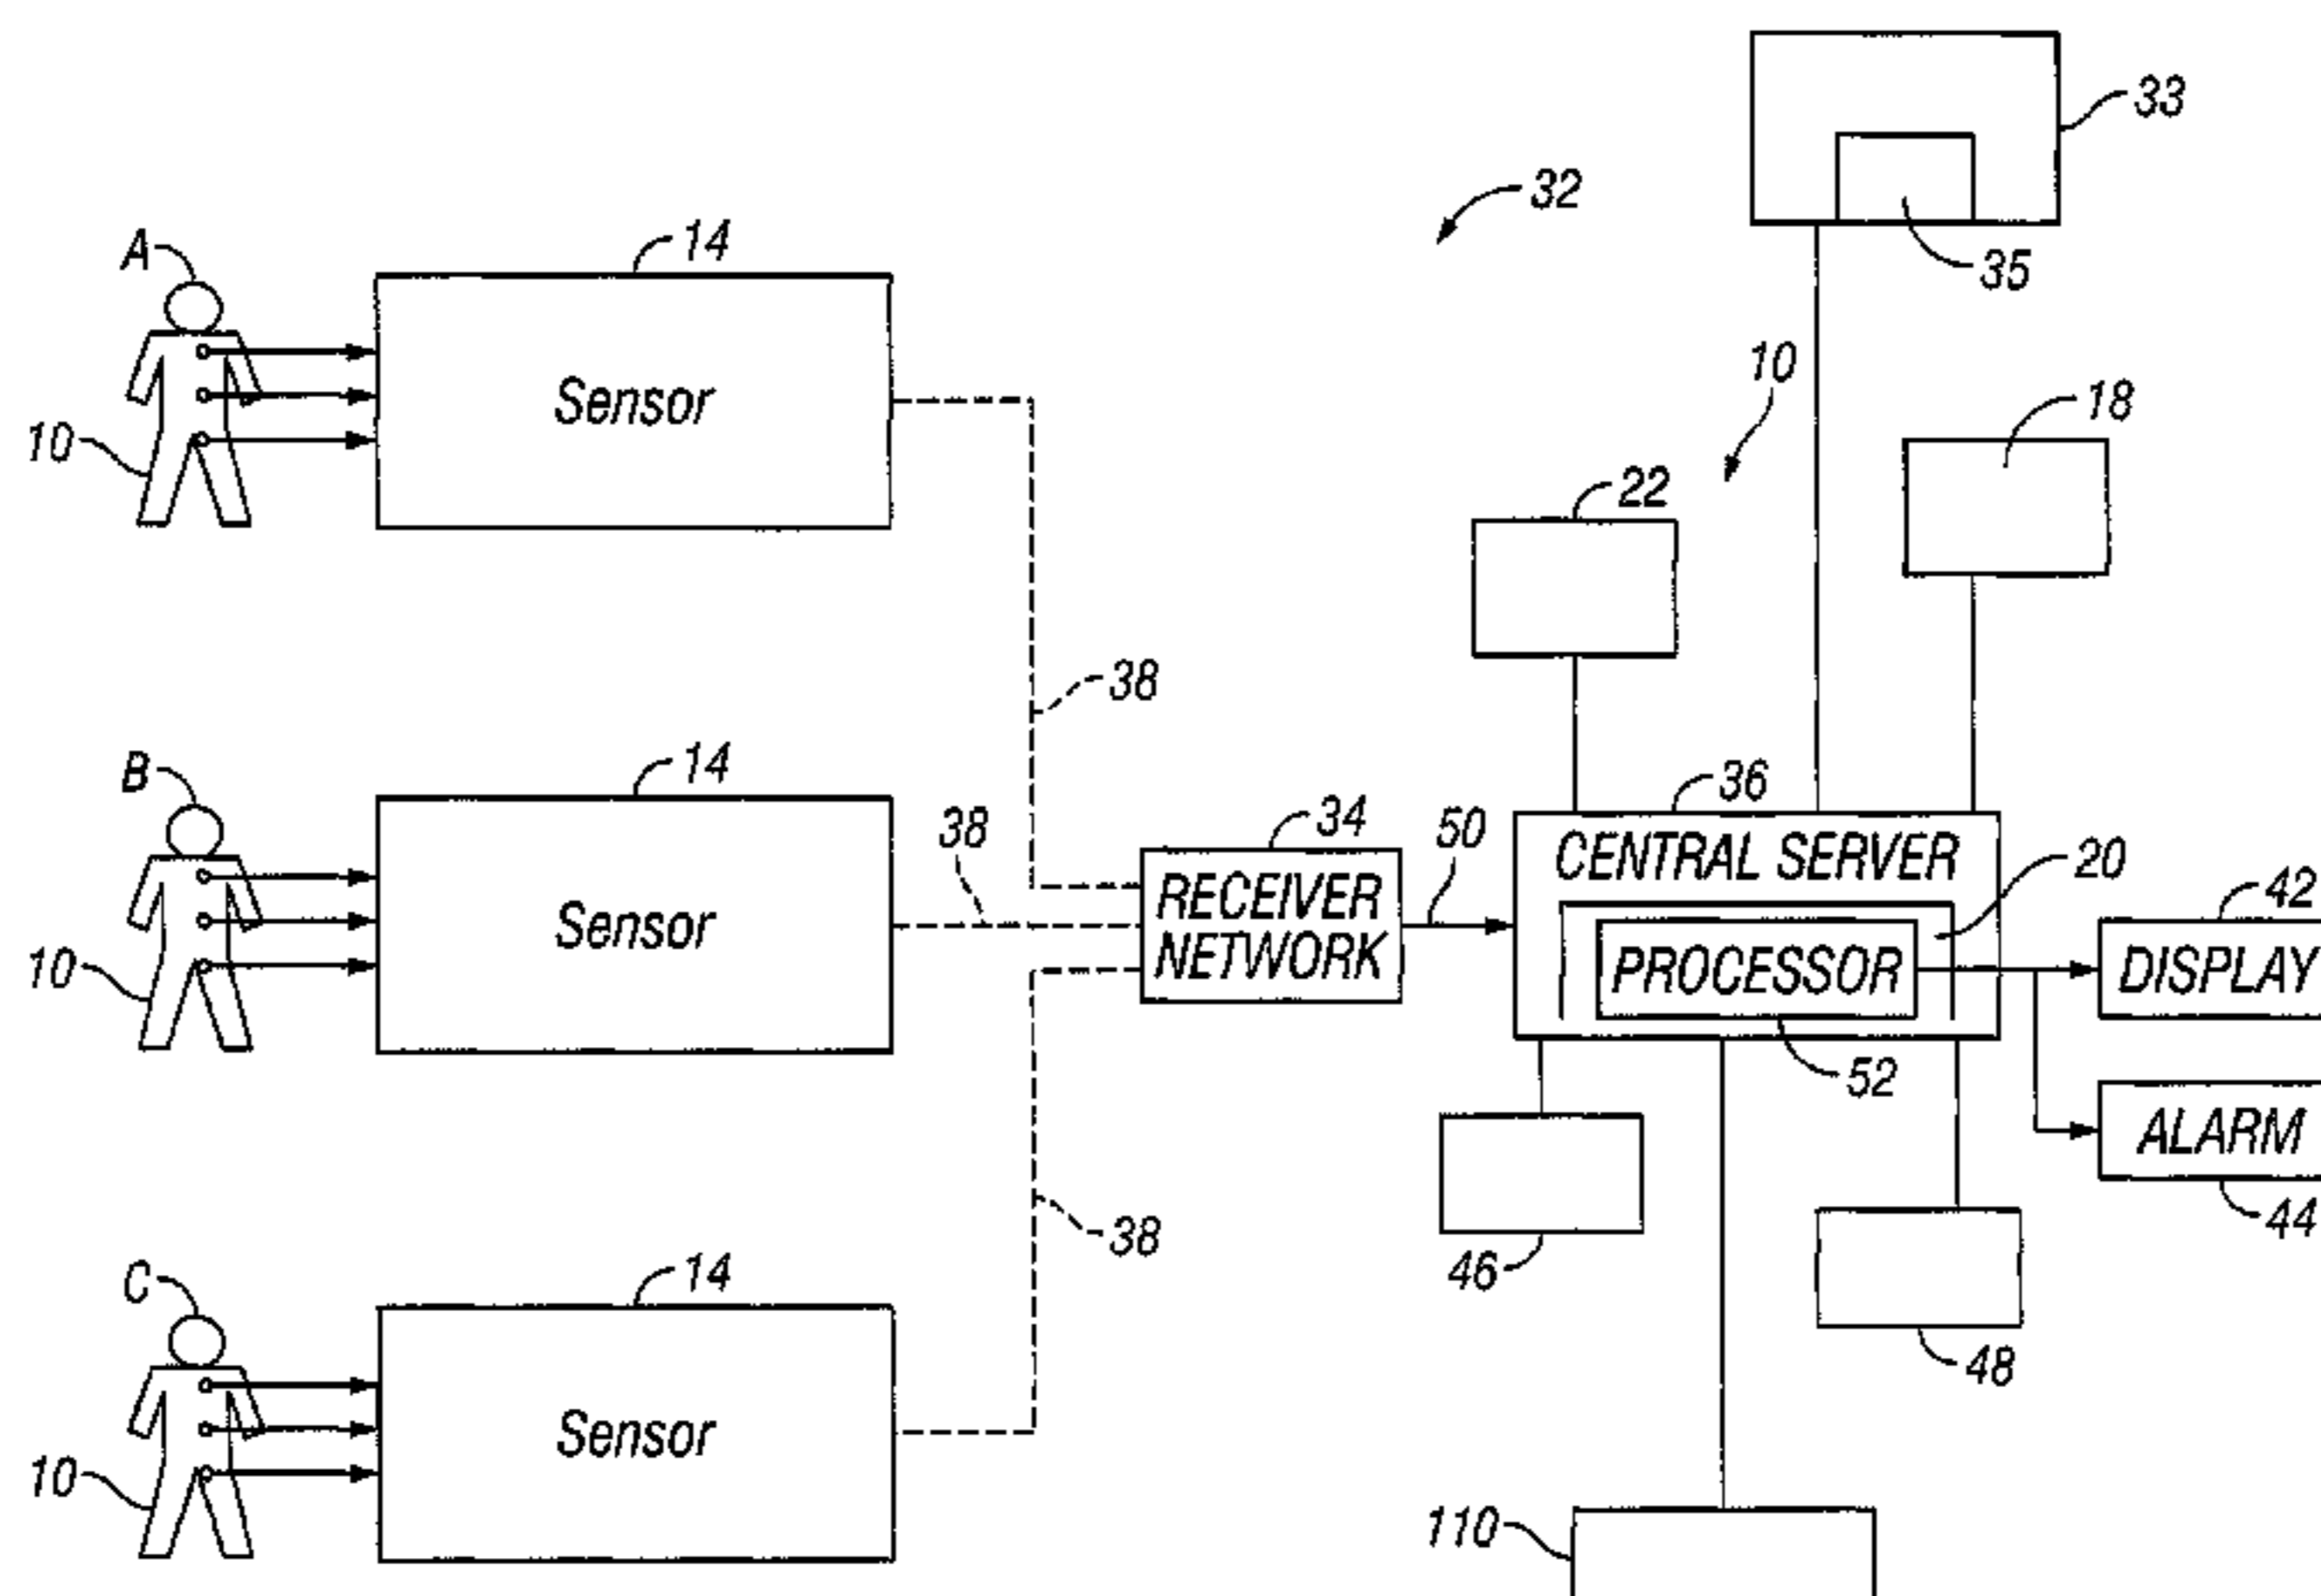 33
32
35
A
14
10
18
Sensor
10
22
38
B
14
36
38
34
50
CENTRAL SERVER
20
42
RECEIVER
NETWORK
Sensor
PROCESSOR
DISPLAY
10
52
ALARM
38
44
46
C
14
48
Sensor
10
110